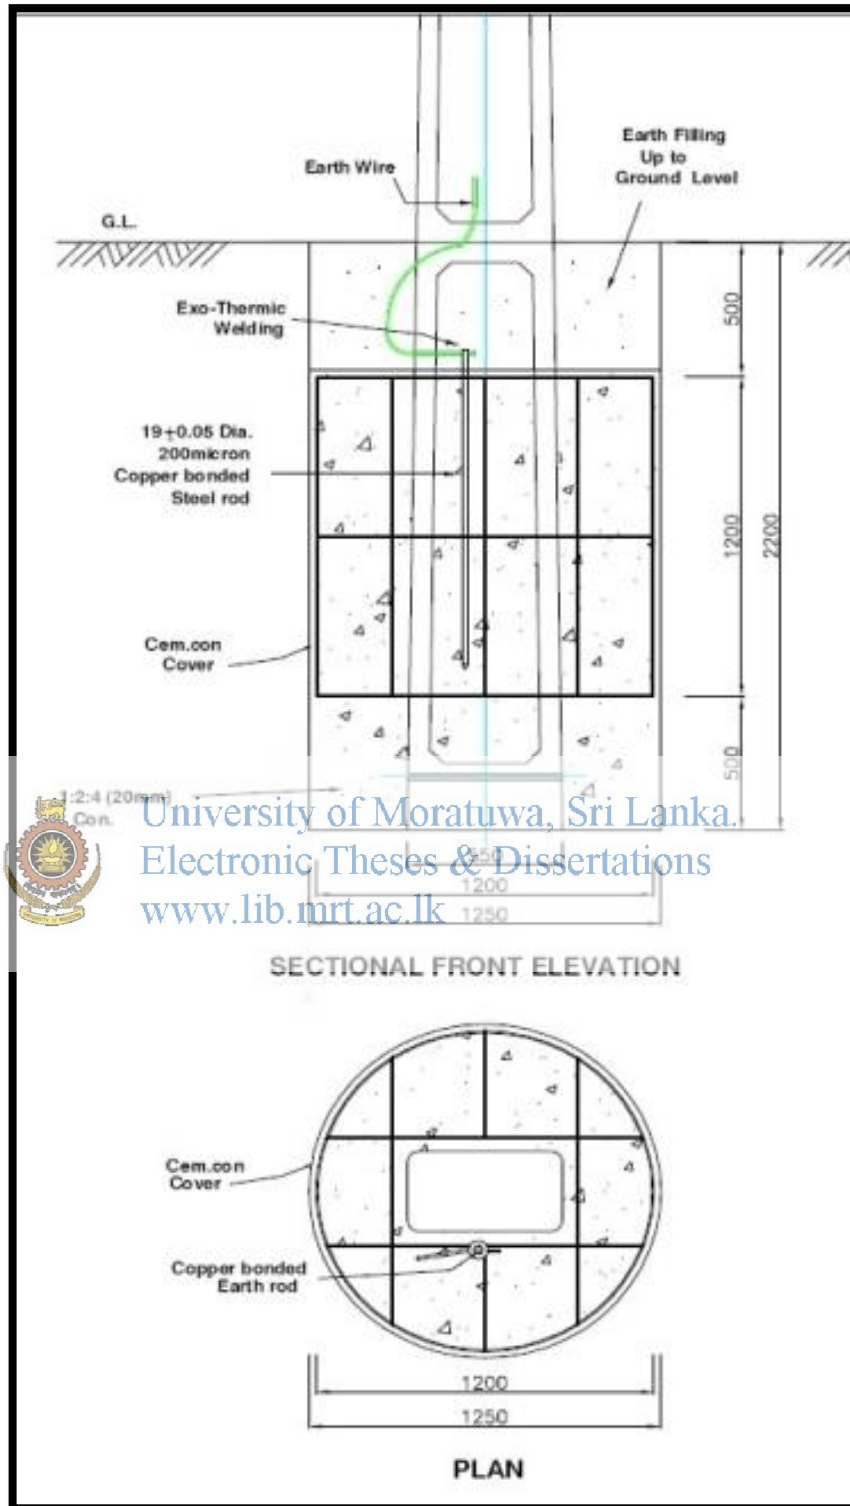 Earth Filling
Up to
Ground Level
Earth Wire
G.L.
Exo-Thermic
Welding
500
19±0.05 Dia.
200micron
Copper bonded
Steel rod
1200
2200
Cem.con
Cover
500
1:2:4 (20mm)
Con.
University of Moratuwa, Sri Lanka.
Electronic Theses & Dissertations
www.lib.mrt.ac.lk
1200
1250
SECTIONAL FRONT ELEVATION
Cem.con
Cover
Copper bonded
Earth rod
1200
1250
PLAN